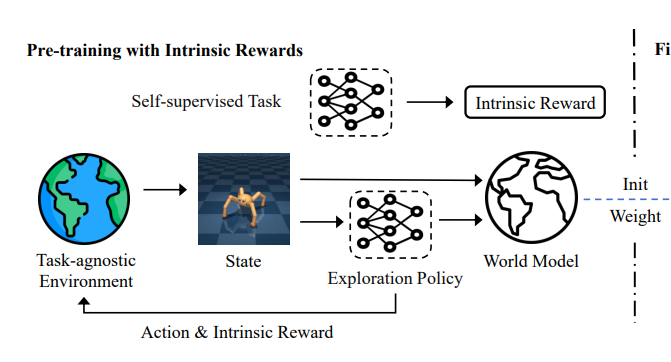 Pre-training with Intrinsic Rewards
Fi
Self-supervised Task
Intrinsic Reward
Init
Weight
Task-agnostic
Environment
State
Exploration Policy
World Model
Action & Intrinsic Reward